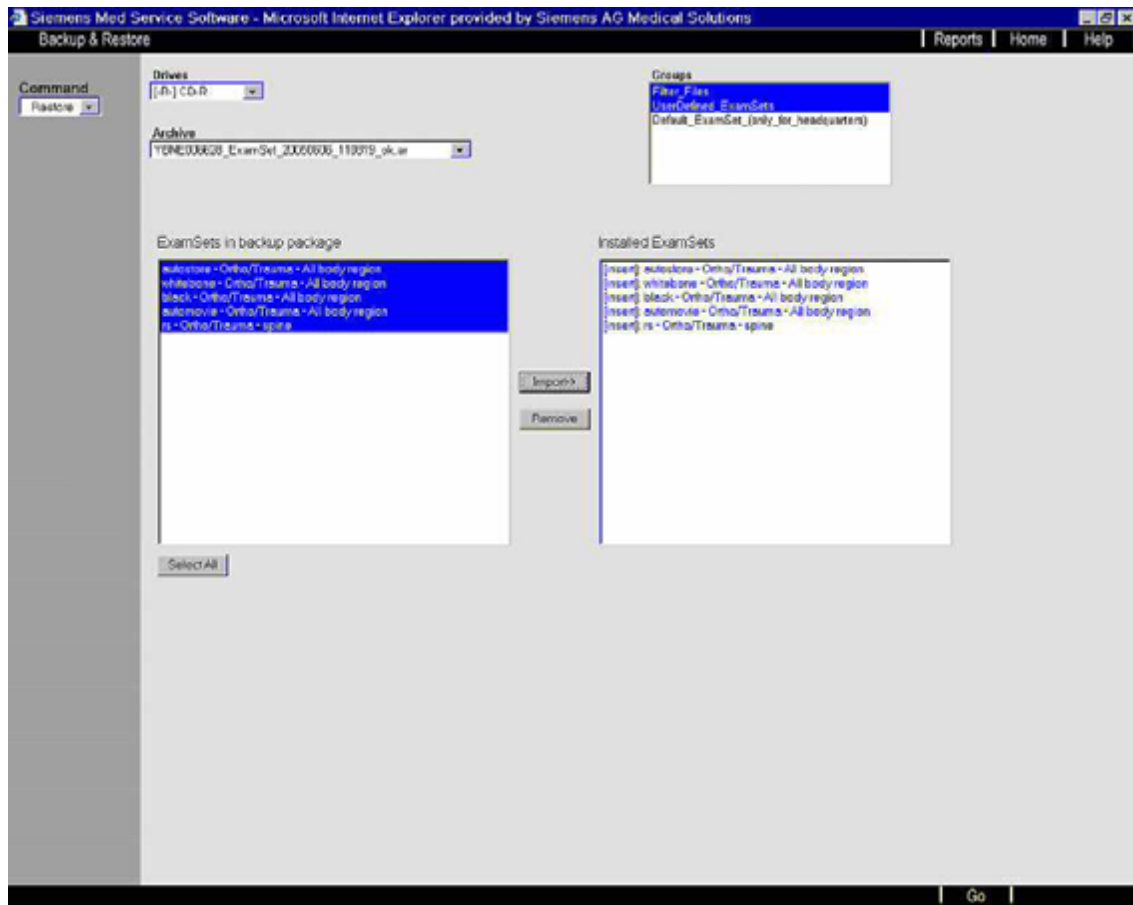 Siemens Med Service Software - Microsoft Internet Explorer provided by Siemens AG Medical Solutions
Backup & Restore
Reports
Home
Help
Command
Restore
Drives
[-R-] CD-R
Groups
Filter_Files
UserDefined_ExamSets
Default_ExamSet_(only_for_headquarters)
Archive
ExamSets in backup package
autostore - Ortho/Trauma - All body region
whitebone - Ortho/Trauma - All body region
black - Ortho/Trauma - All body region
automovie - Ortho/Trauma - All body region
rs - Ortho/Trauma - spine
Installed ExamSets
[insert]: autostore - Ortho/Trauma - All body region
[insert]: whitebone - Ortho/Trauma - All body region
[insert]: black - Ortho/Trauma - All body region
[insert]: automovie - Ortho/Trauma - All body region
[insert]: rs - Ortho/Trauma - spine
Import>>
Remove
Select All
Go